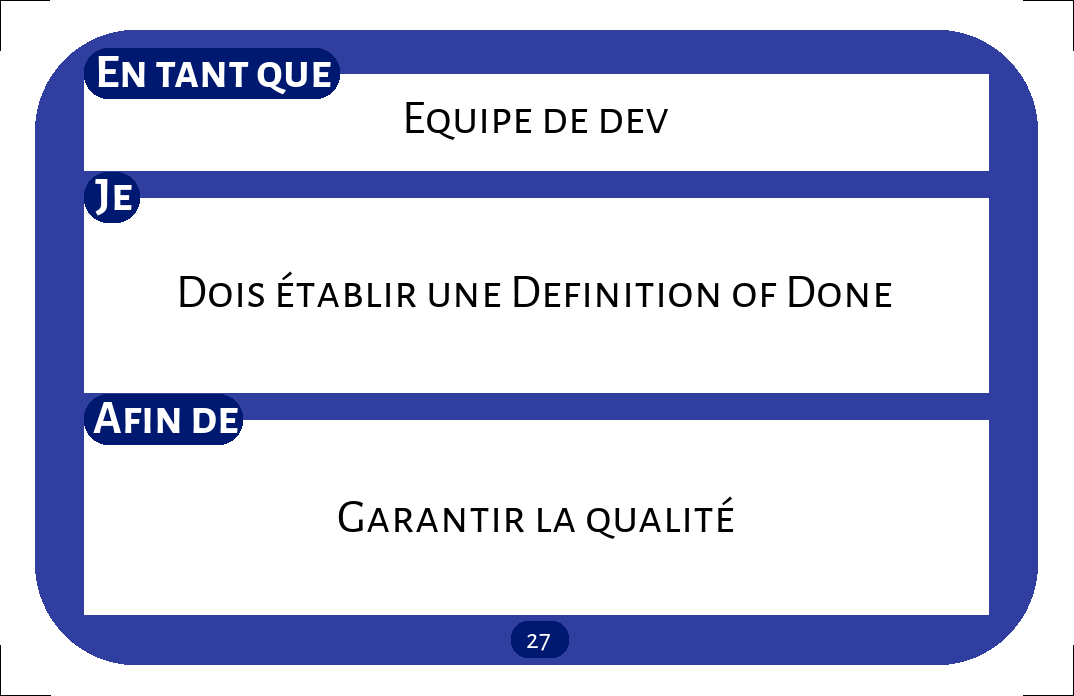 En tant que
Equipe de dev
Je
Dois établir une Definition of Done
Afin de
Garantir la qualité
27